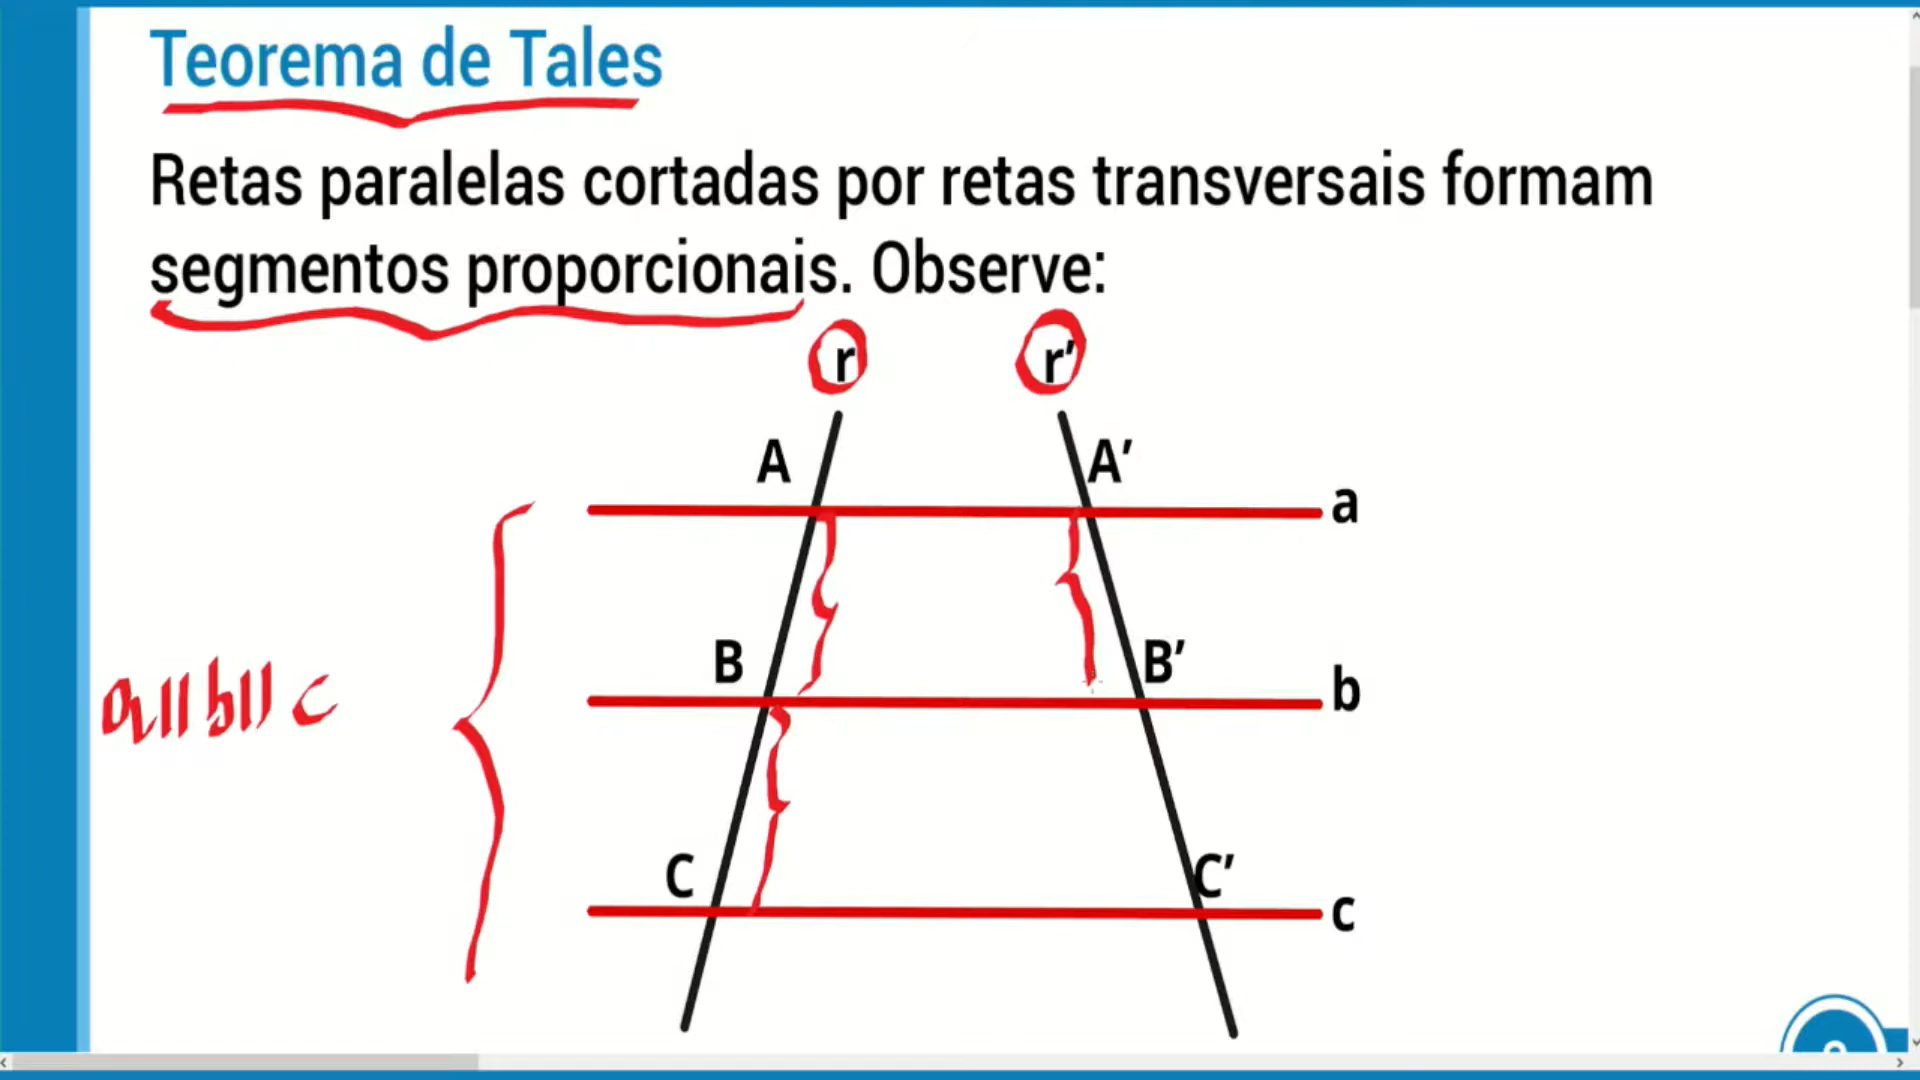 Teorema de Tales
Retas paralelas cortadas por retas transversais formam
segmentos proporcionais. Observe:
r r′
A A′
a
B B′
b
a||b||c
C C′
c